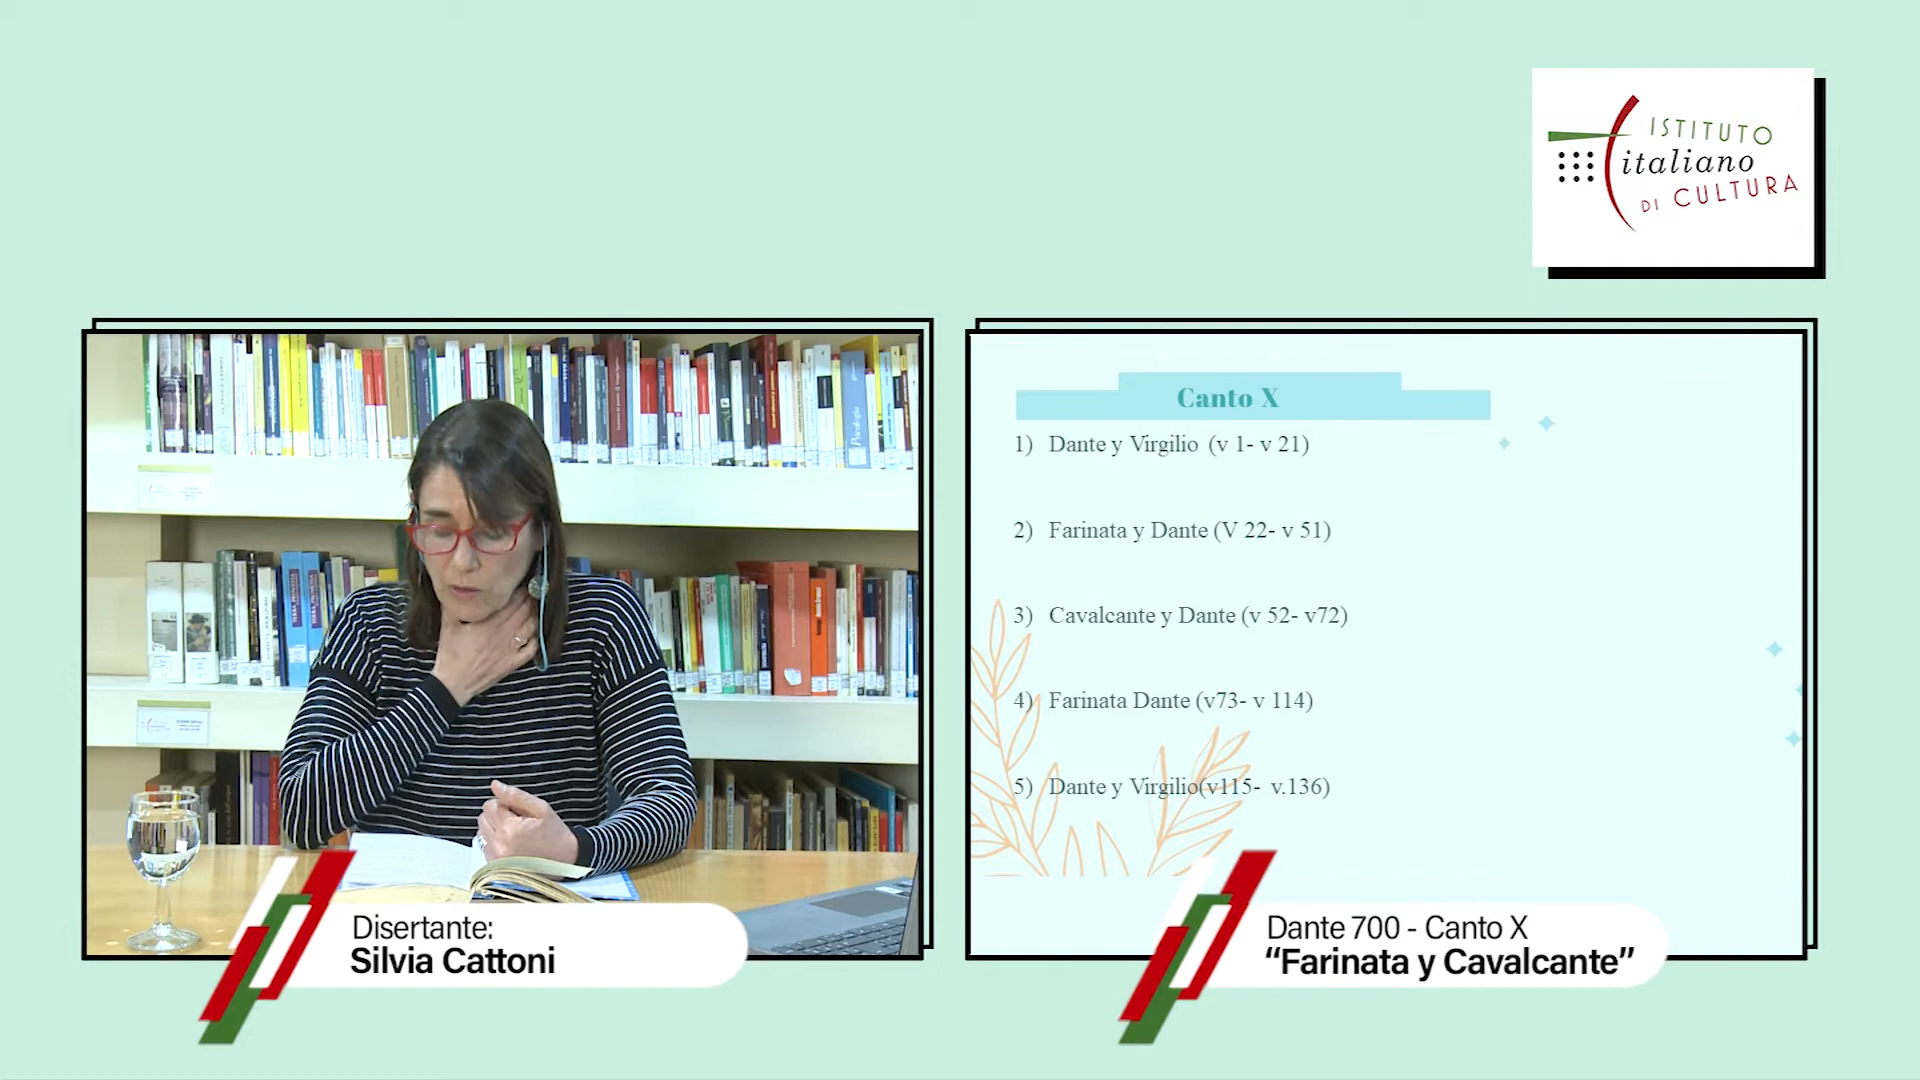 ISTITUTO
italiano
DI CULTURA
Canto X
1) Dante y Virgilio (v 1- v 21)
2) Farinata y Dante (V 22- v 51)
3) Cavalcante y Dante (v 52- v72)
4) Farinata Dante (v73- v 114)
5) Dante y Virgilio(v115- v.136)
Psicologia
Disertante:
Silvia Cattoni
Dante 700 - Canto X
“Farinata y Cavalcante”